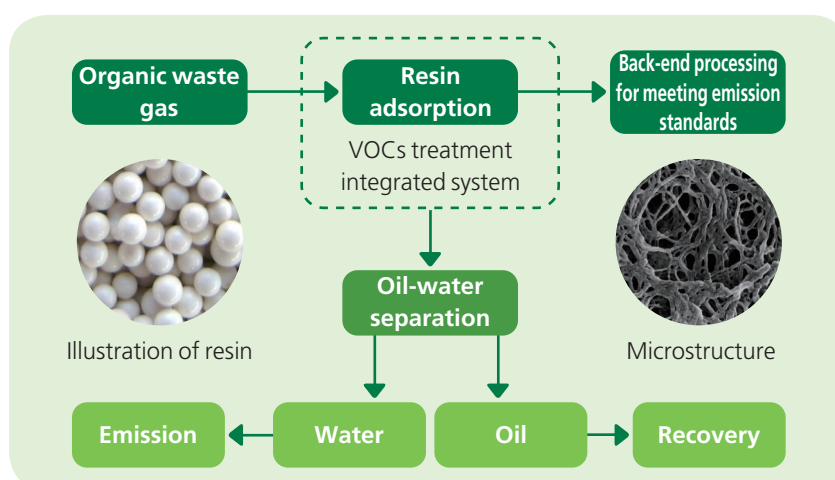 Organic waste
gas
Resin
adsorption
Back-end processing
for meeting emission
standards
VOCs treatment
integrated system
Oil-water
separation
Illustration of resin
Microstructure
Emission
Water
Oil
Recovery